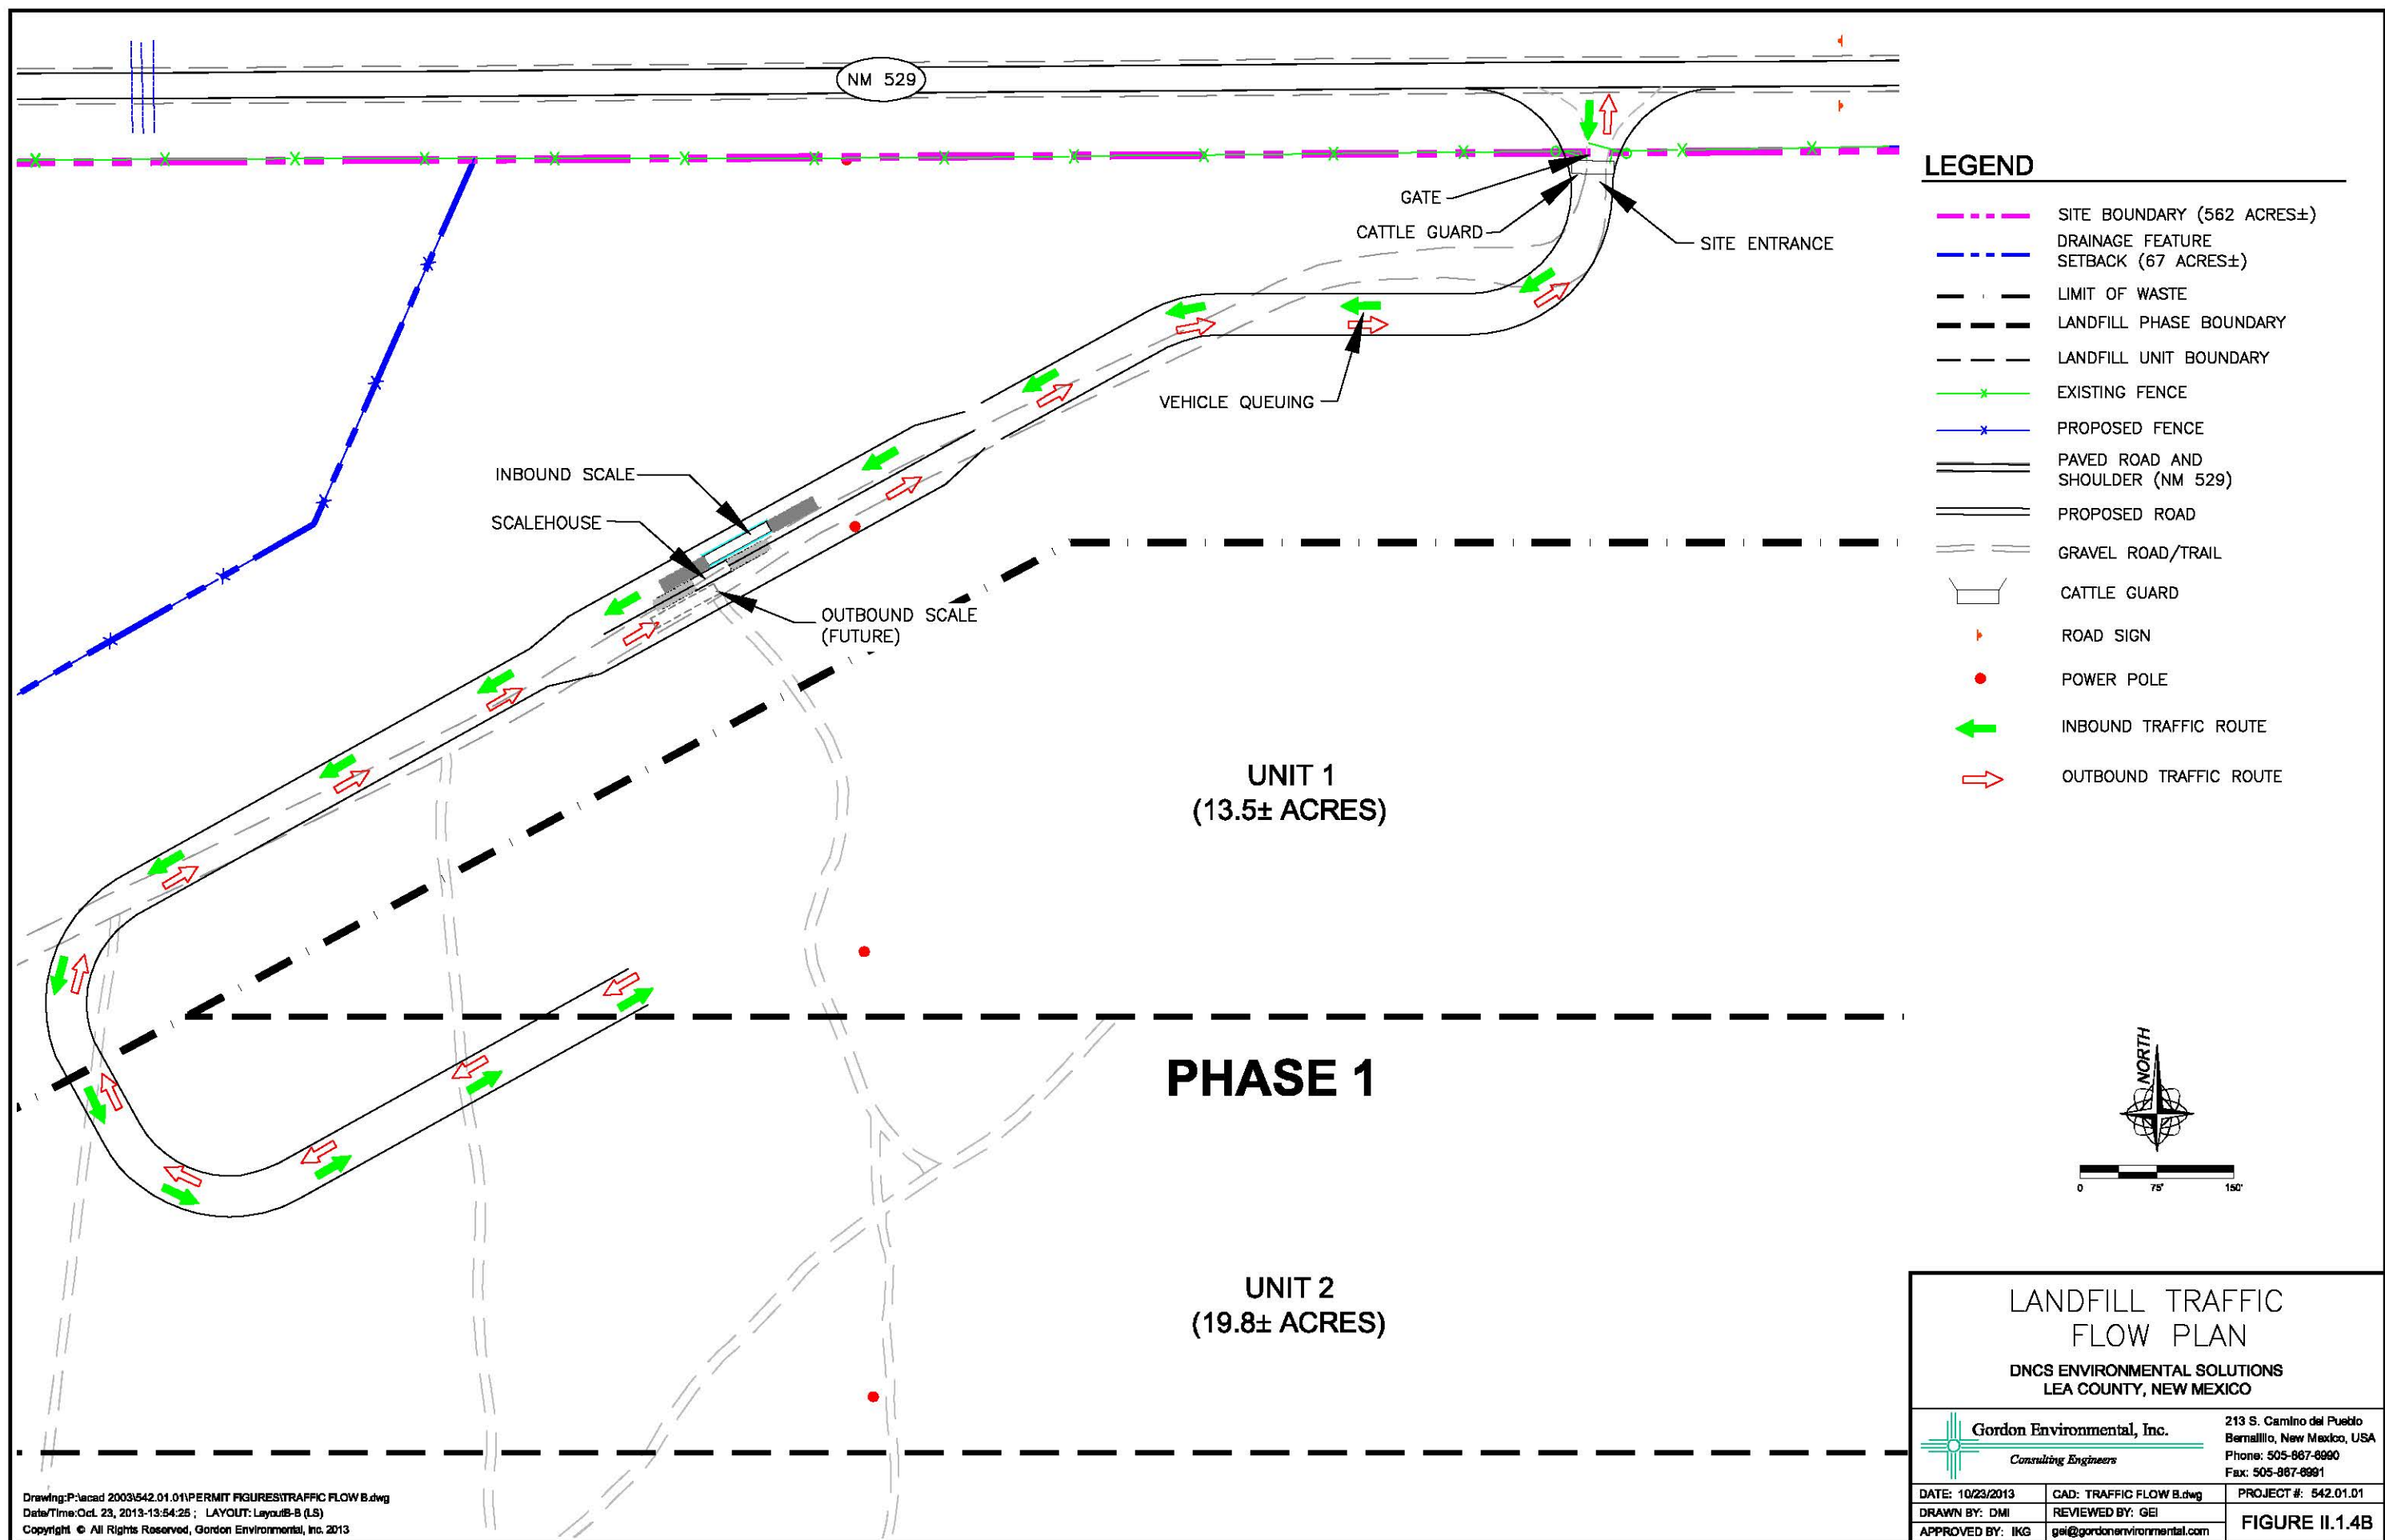 NM 529
GATE
CATTLE GUARD
SITE ENTRANCE
VEHICLE QUEUING
INBOUND SCALE
SCALEHOUSE
OUTBOUND SCALE
(FUTURE)
UNIT 1
(13.5± ACRES)
PHASE 1
UNIT 2
(19.8± ACRES)
LEGEND
SITE BOUNDARY (562 ACRES±)
DRAINAGE FEATURE
SETBACK (67 ACRES±)
LIMIT OF WASTE
LANDFILL PHASE BOUNDARY
LANDFILL UNIT BOUNDARY
EXISTING FENCE
PROPOSED FENCE
PAVED ROAD AND
SHOULDER (NM 529)
PROPOSED ROAD
GRAVEL ROAD/TRAIL
CATTLE GUARD
ROAD SIGN
POWER POLE
INBOUND TRAFFIC ROUTE
OUTBOUND TRAFFIC ROUTE
NORTH
0 75' 150'
LANDFILL TRAFFIC
FLOW PLAN
DNCS ENVIRONMENTAL SOLUTIONS
LEA COUNTY, NEW MEXICO
Gordon Environmental, Inc.
Consulting Engineers
213 S. Camino del Pueblo
Bernalillo, New Mexico, USA
Phone: 505-867-6990
Fax: 505-867-6991
DATE: 10/23/2013
CAD: TRAFFIC FLOW B.dwg
PROJECT #: 542.01.01
DRAWN BY: DMI
REVIEWED BY: GEI
APPROVED BY: IKG
gei@gordonenvironmental.com
FIGURE II.1.4B
Drawing:P:\acad 2003\542.01.01\PERMIT FIGURES\TRAFFIC FLOW B.dwg
Date/Time:Oct. 23, 2013-13:54:25 ; LAYOUT: LayoutB-B (LS)
Copyright © All Rights Reserved, Gordon Environmental, Inc. 2013